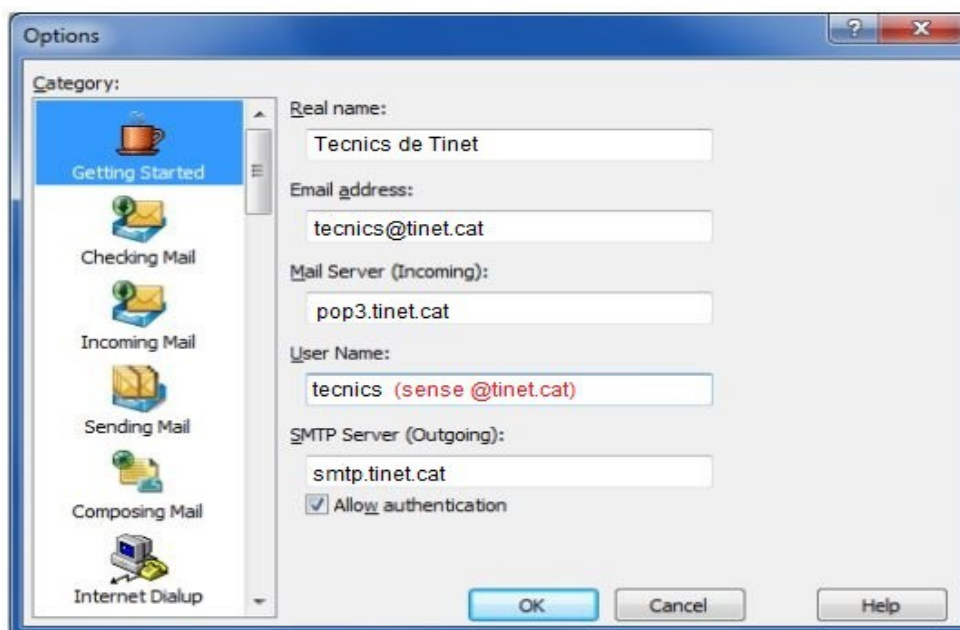 Options
Category:
Getting Started
Checking Mail
Incoming Mail
Sending Mail
Composing Mail
Internet Dialup
Real name:
Tecnics de Tinet
Email address:
tecnics@tinet.cat
Mail Server (Incoming):
pop3.tinet.cat
User Name:
tecnics (sense @tinet.cat)
SMTP Server (Outgoing):
smtp.tinet.cat
Allow authentication
OK
Cancel
Help